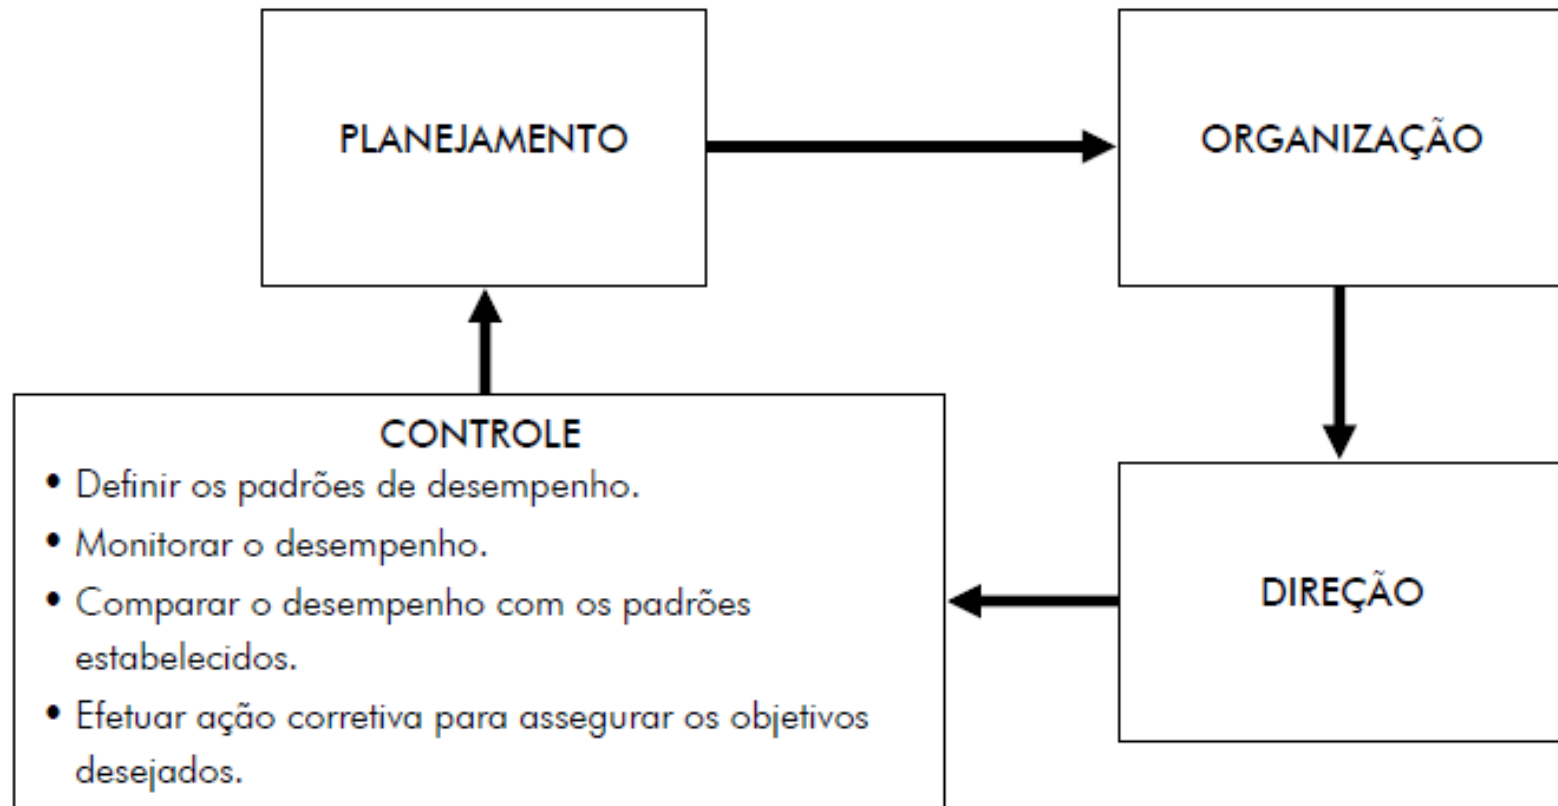 PLANEJAMENTO
ORGANIZAÇÃO
CONTROLE
• Definir os padrões de desempenho.
• Monitorar o desempenho.
• Comparar o desempenho com os padrões
estabelecidos.
• Efetuar ação corretiva para assegurar os objetivos
desejados.
DIREÇÃO